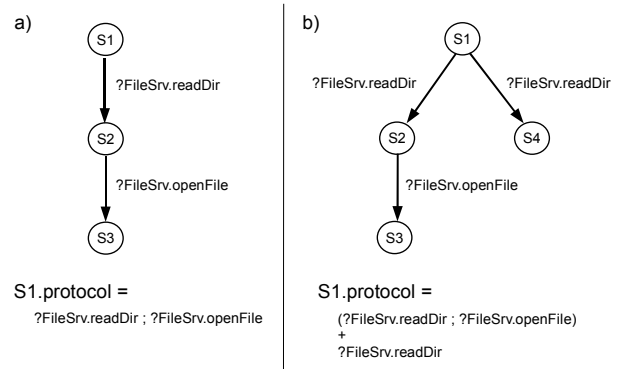 a)
S1
?FileSrv.readDir
S2
?FileSrv.openFile
S3
S1.protocol =
?FileSrv.readDir ; ?FileSrv.openFile
b)
S1
?FileSrv.readDir
?FileSrv.readDir
S2
S4
?FileSrv.openFile
S3
S1.protocol =
(?FileSrv.readDir ; ?FileSrv.openFile)
+
?FileSrv.readDir